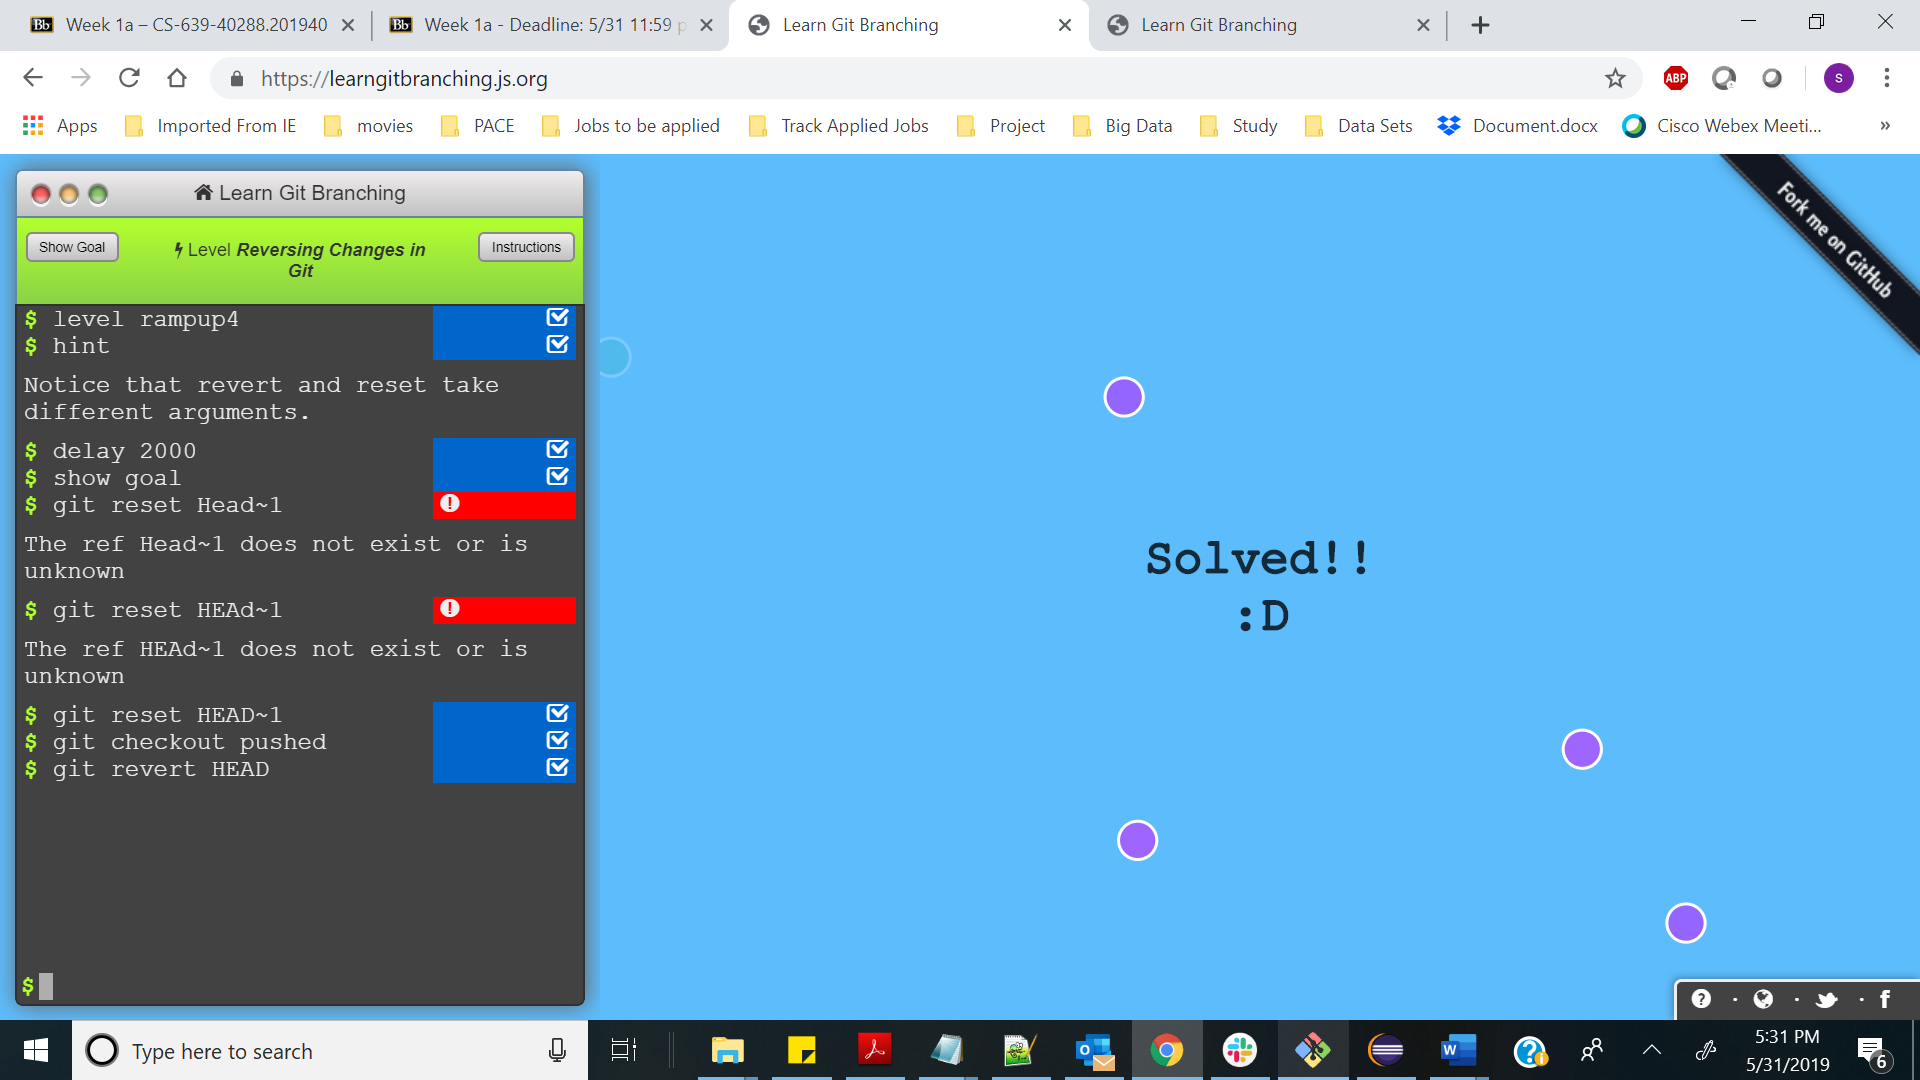 Bb Week 1a – CS-639-40288.201940
Bb Week 1a - Deadline: 5/31 11:59 p
Learn Git Branching
Learn Git Branching
https://learngitbranching.js.org
ABP
s
Apps
Imported From IE
movies
PACE
Jobs to be applied
Track Applied Jobs
Project
Big Data
Study
Data Sets
Document.docx
Cisco Webex Meeti...
»
Learn Git Branching
Show Goal
Level Reversing Changes in
Git
Instructions
$ level rampup4
$ hint
Notice that revert and reset take
different arguments.
$ delay 2000
$ show goal
$ git reset Head~1
The ref Head~1 does not exist or is
unknown
$ git reset HEAd~1
The ref HEAd~1 does not exist or is
unknown
$ git reset HEAD~1
$ git checkout pushed
$ git revert HEAD
$
Solved!!
:D
Fork me on GitHub
Type here to search
5:31 PM
5/31/2019
6